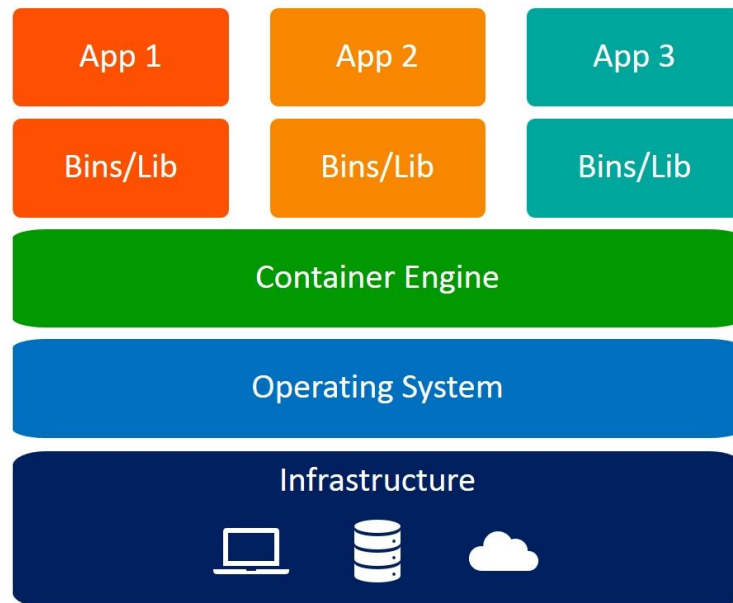 App 1
App 2
App 3
Bins/Lib
Bins/Lib
Bins/Lib
Container Engine
Operating System
Infrastructure